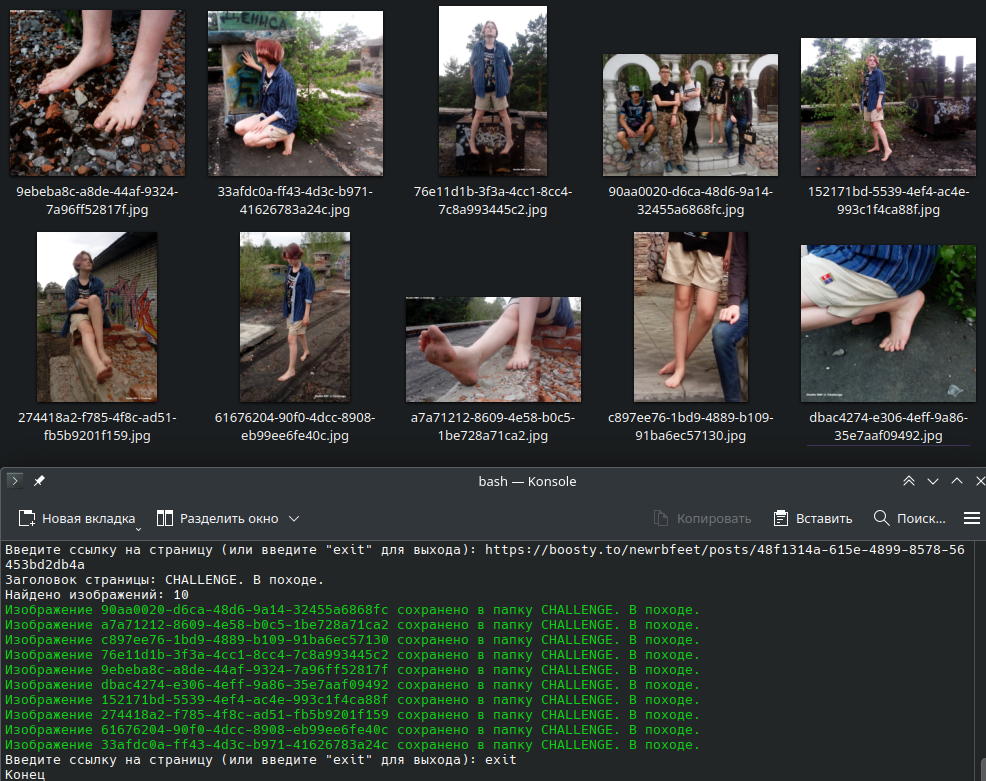 ДЕННИСА
9ebeba8c-a8de-44af-9324-
7a96ff52817f.jpg
33afdc0a-ff43-4d3c-b971-
41626783a24c.jpg
76e11d1b-3f3a-4cc1-8cc4-
7c8a993445c2.jpg
90aa0020-d6ca-48d6-9a14-
32455a6868fc.jpg
152171bd-5539-4ef4-ac4e-
993c1f4ca88f.jpg
274418a2-f785-4f8c-ad51-
fb5b9201f159.jpg
61676204-90f0-4dcc-8908-
eb99ee6fe40c.jpg
a7a71212-8609-4e58-b0c5-
1be728a71ca2.jpg
c897ee76-1bd9-4889-b109-
91ba6ec57130.jpg
dbac4274-e306-4eff-9a86-
35e7aaf09492.jpg
bash — Konsole
Новая вкладка
Разделить окно
Копировать
Вставить
Поиск...
Введите ссылку на страницу (или введите "exit" для выхода): https://boosty.to/newrbfeet/posts/48f1314a-615e-4899-8578-56
453bd2db4a
Заголовок страницы: CHALLENGE. В походе.
Найдено изображений: 10
Изображение 90aa0020-d6ca-48d6-9a14-32455a6868fc сохранено в папку CHALLENGE. В походе.
Изображение a7a71212-8609-4e58-b0c5-1be728a71ca2 сохранено в папку CHALLENGE. В походе.
Изображение c897ee76-1bd9-4889-b109-91ba6ec57130 сохранено в папку CHALLENGE. В походе.
Изображение 76e11d1b-3f3a-4cc1-8cc4-7c8a993445c2 сохранено в папку CHALLENGE. В походе.
Изображение 9ebeba8c-a8de-44af-9324-7a96ff52817f сохранено в папку CHALLENGE. В походе.
Изображение dbac4274-e306-4eff-9a86-35e7aaf09492 сохранено в папку CHALLENGE. В походе.
Изображение 152171bd-5539-4ef4-ac4e-993c1f4ca88f сохранено в папку CHALLENGE. В походе.
Изображение 274418a2-f785-4f8c-ad51-fb5b9201f159 сохранено в папку CHALLENGE. В походе.
Изображение 61676204-90f0-4dcc-8908-eb99ee6fe40c сохранено в папку CHALLENGE. В походе.
Изображение 33afdc0a-ff43-4d3c-b971-41626783a24c сохранено в папку CHALLENGE. В походе.
Введите ссылку на страницу (или введите "exit" для выхода): exit
Конец